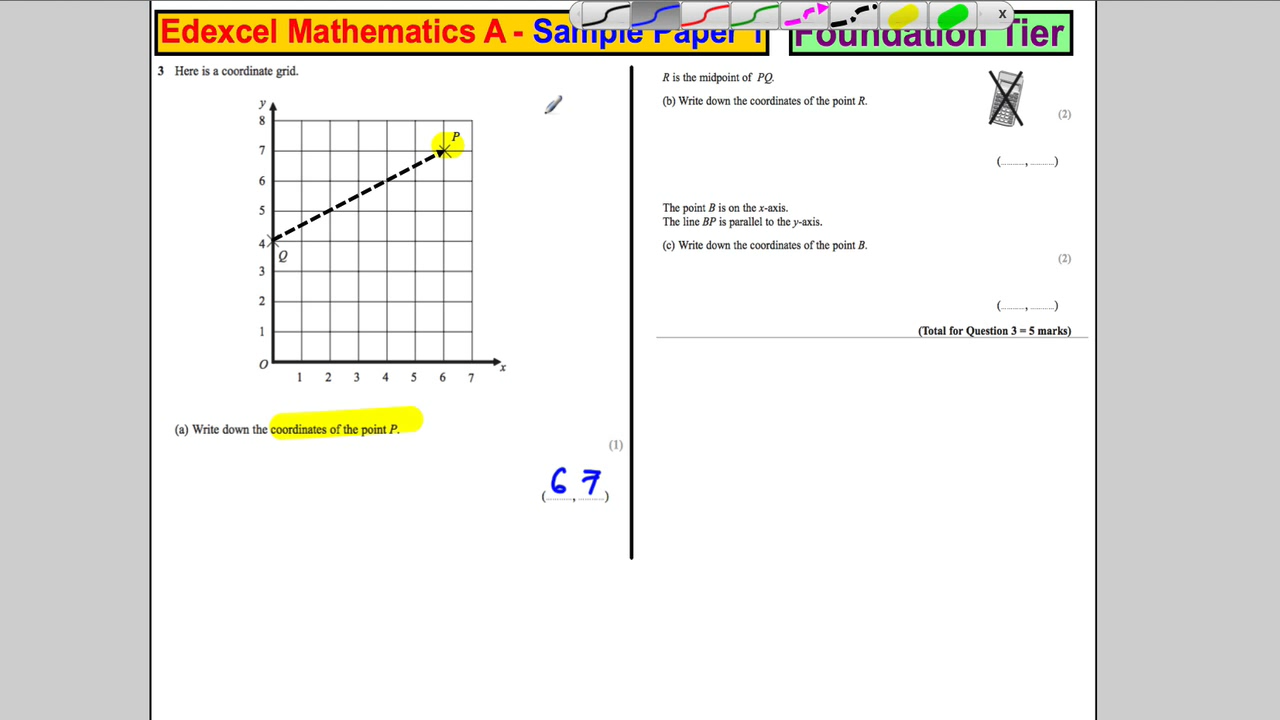 Edexcel Mathematics A - Sample Paper 1
Foundation Tier
X
3 Here is a coordinate grid.
y
8
7
6
5
4
3
2
1
O
1 2 3 4 5 6 7
x
P
Q
(a) Write down the coordinates of the point P.
(1)
(6, 7)
R is the midpoint of PQ.
(b) Write down the coordinates of the point R.
(2)
(.........., ..........)
The point B is on the x-axis.
The line BP is parallel to the y-axis.
(c) Write down the coordinates of the point B.
(2)
(.........., ..........)
(Total for Question 3 = 5 marks)